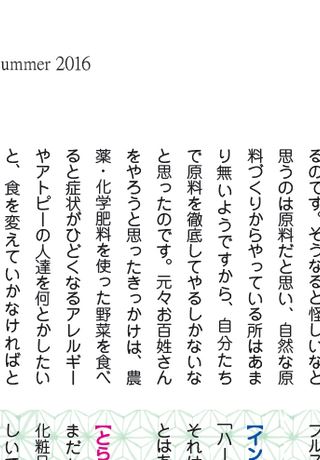 ummer 2016
るのです。そうなると怪しいなと
思うのは原料だと思い、自然な原
料づくりからやっている所はあま
り無いようですから、自分たち
で原料を徹底してやるしかないな
と思ったのです。元々お百姓さん
をやろうと思ったきっかけは、農
薬・化学肥料を使った野菜を食べ
ると症状がひどくなるアレルギー
やアトピーの人達を何とかしたい
と、食を変えていかなければと
プルス
【イン
「ハー
それは
とはあ
【とら
まだ
化粧品
しいて